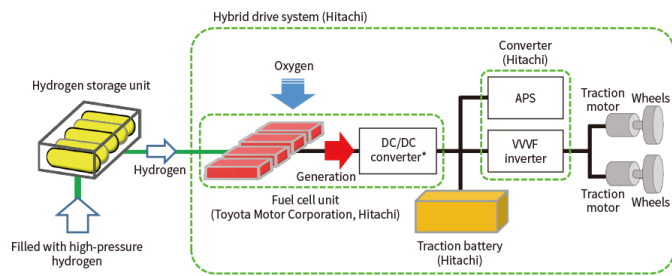 Hybrid drive system (Hitachi)
Hydrogen storage unit
Oxygen
Converter
(Hitachi)
APS
Traction
motor
Wheels
DC/DC
converter*
VVVF
inverter
Hydrogen
Generation
Fuel cell unit
(Toyota Motor Corporation, Hitachi)
Traction
motor
Wheels
Traction battery
(Hitachi)
Filled with high-pressure
hydrogen